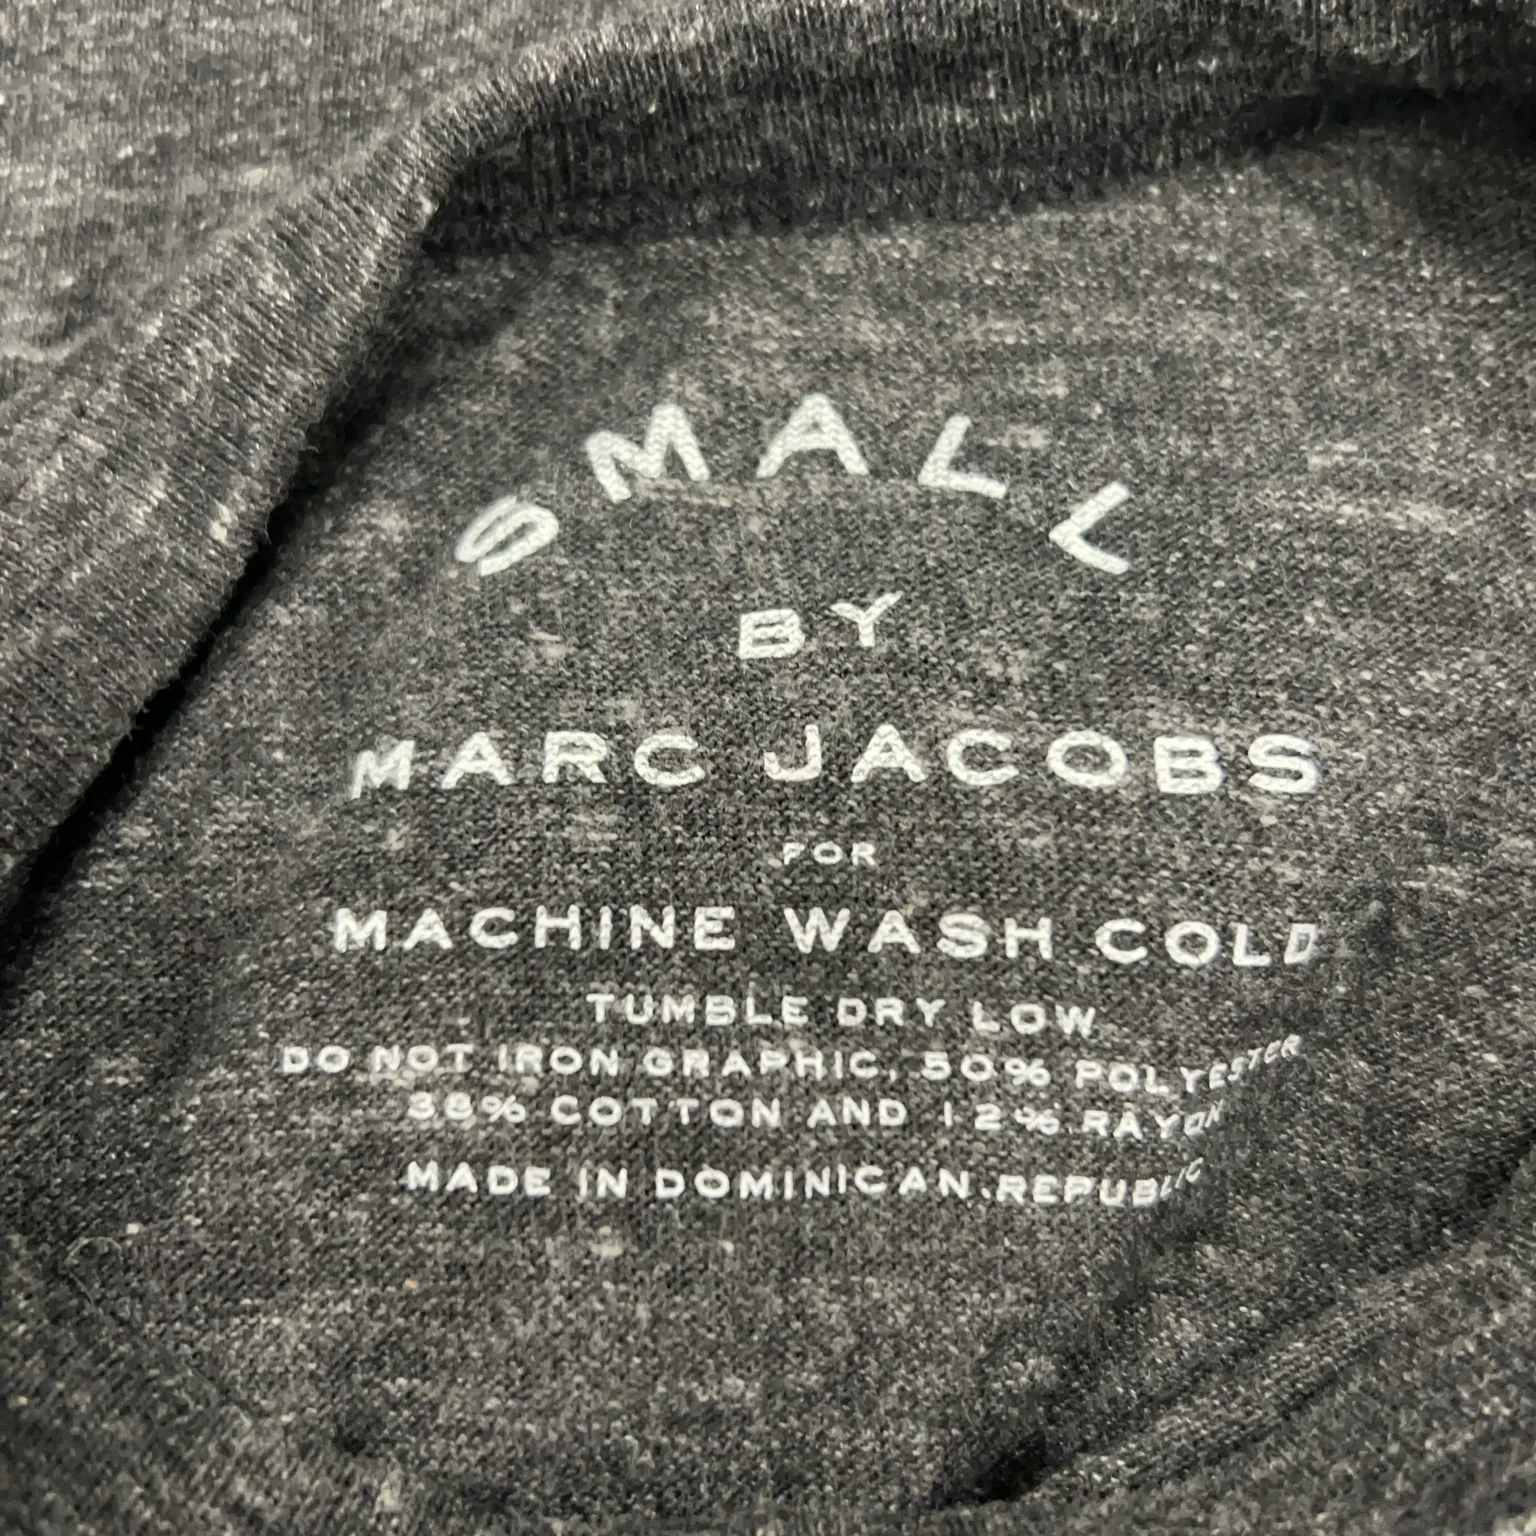 SMALL
BY
MARC JACOBS
FOR
MACHINE WASH COLD
TUMBLE DRY LOW
DO NOT IRON GRAPHIC, 50% POLYESTER
38% COTTON AND 12% RAYON
MADE IN DOMINICAN REPUBLIC